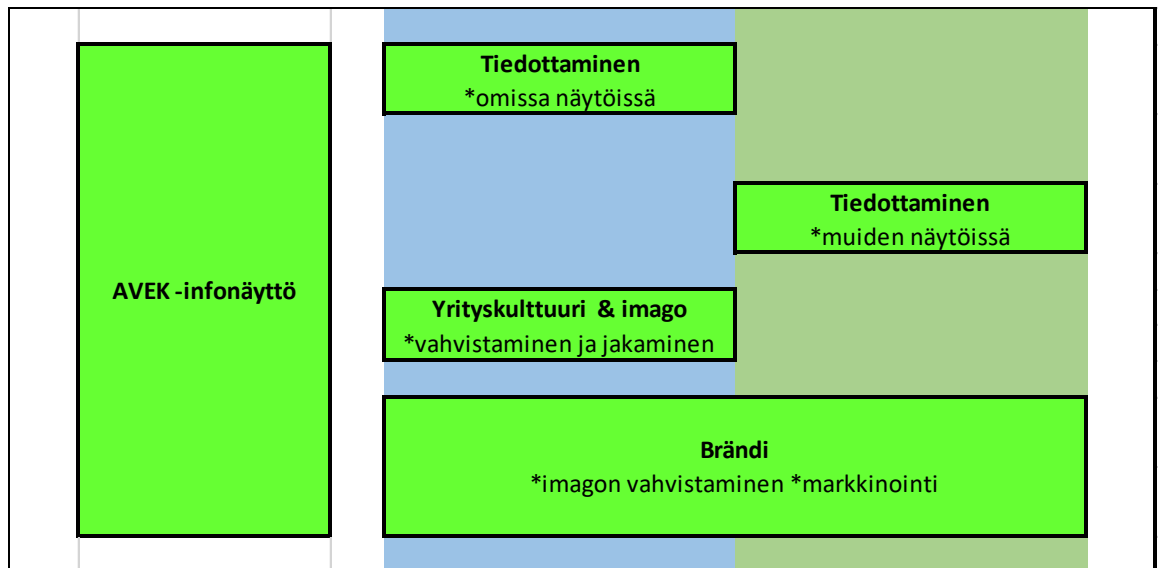 Tiedottaminen
*omissa näytöissä
Tiedottaminen
*muiden näytöissä
AVEK -infonäyttö
Yrityskulttuuri & imago
*vahvistaminen ja jakaminen
Brändi
*imagon vahvistaminen *markkinointi